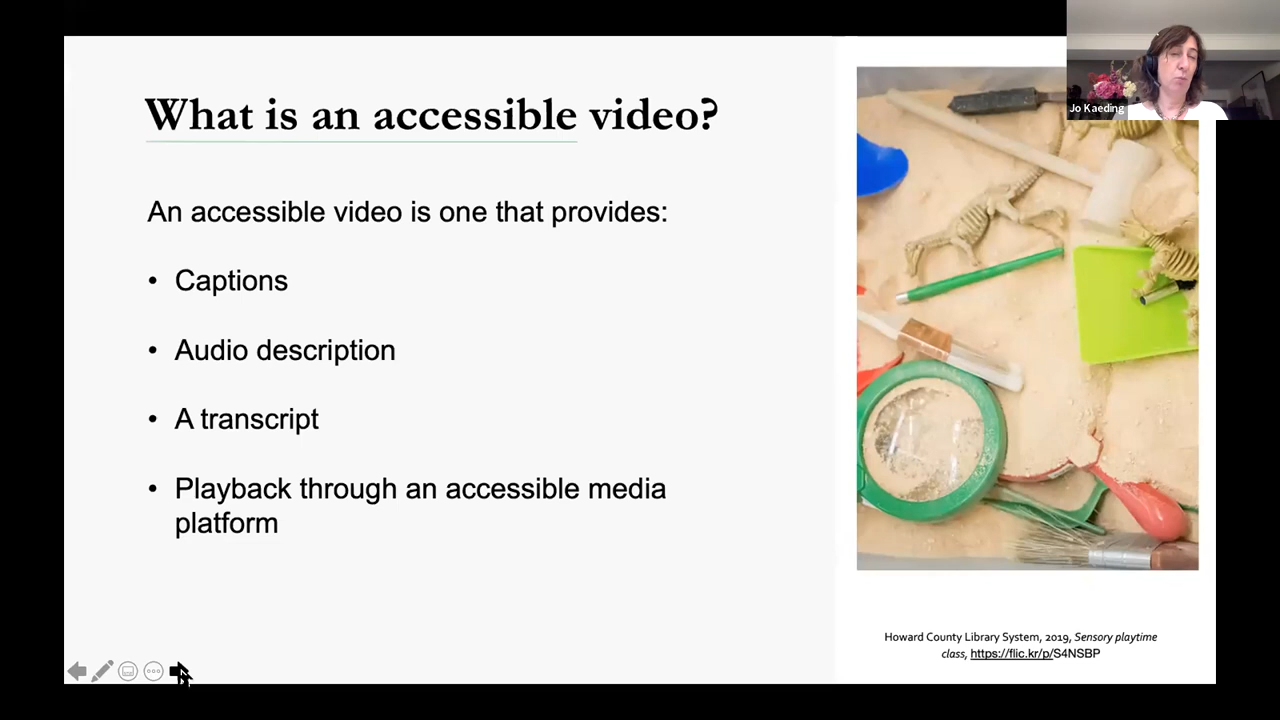 Jo Kaeding
What is an accessible video?
An accessible video is one that provides:
• Captions
• Audio description
• A transcript
• Playback through an accessible media
platform
Howard County Library System, 2019, Sensory playtime
class, https://flic.kr/p/S4NSBP